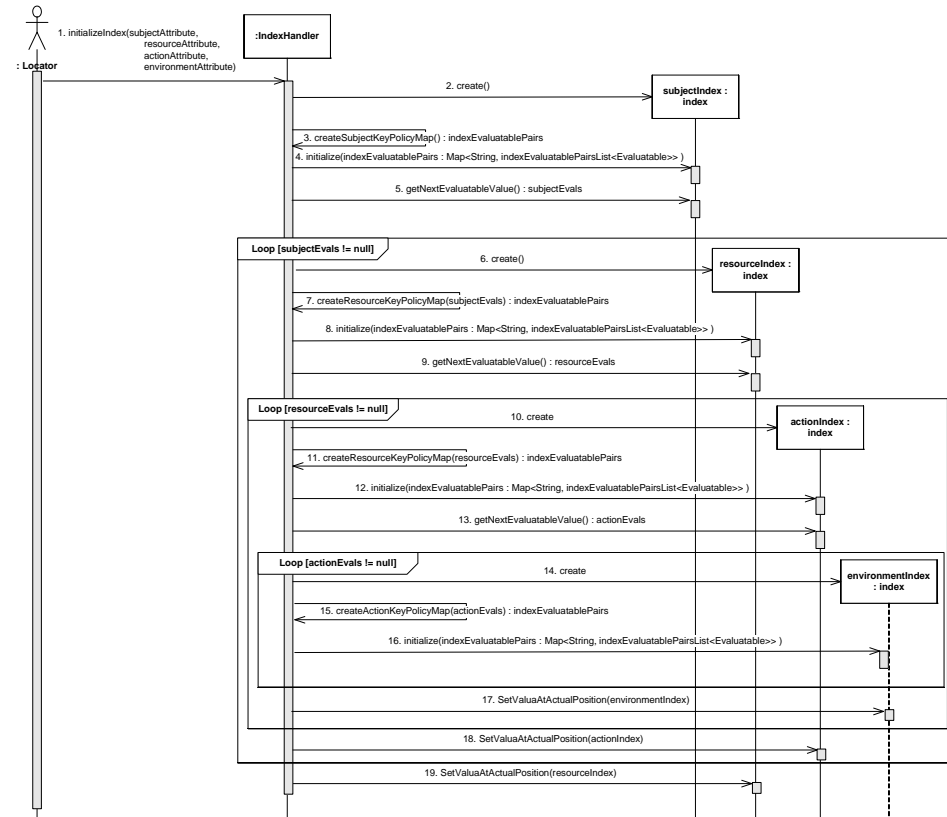 1. initializeIndex(subjectAttribute,
resourceAttribute,
actionAttribute,
environmentAttribute)
: Locator
:IndexHandler
2. create()
subjectIndex :
index
3. createSubjectKeyPolicyMap() : indexEvaluatablePairs
4. initialize(indexEvaluatablePairs : Map<String, indexEvaluatablePairsList<Evaluatable>> )
5. getNextEvaluatableValue() : subjectEvals
Loop [subjectEvals != null]
6. create()
resourceIndex :
index
7. createResourceKeyPolicyMap(subjectEvals) : indexEvaluatablePairs
8. initialize(indexEvaluatablePairs : Map<String, indexEvaluatablePairsList<Evaluatable>> )
9. getNextEvaluatableValue() : resourceEvals
Loop [resourceEvals != null]
10. create
actionIndex :
index
11. createResourceKeyPolicyMap(resourceEvals) : indexEvaluatablePairs
12. initialize(indexEvaluatablePairs : Map<String, indexEvaluatablePairsList<Evaluatable>> )
13. getNextEvaluatableValue() : actionEvals
Loop [actionEvals != null]
14. create
environmentIndex
: index
15. createActionKeyPolicyMap(actionEvals) : indexEvaluatablePairs
16. initialize(indexEvaluatablePairs : Map<String, indexEvaluatablePairsList<Evaluatable>> )
17. SetValuaAtActualPosition(environmentIndex)
18. SetValuaAtActualPosition(actionIndex)
19. SetValuaAtActualPosition(resourceIndex)